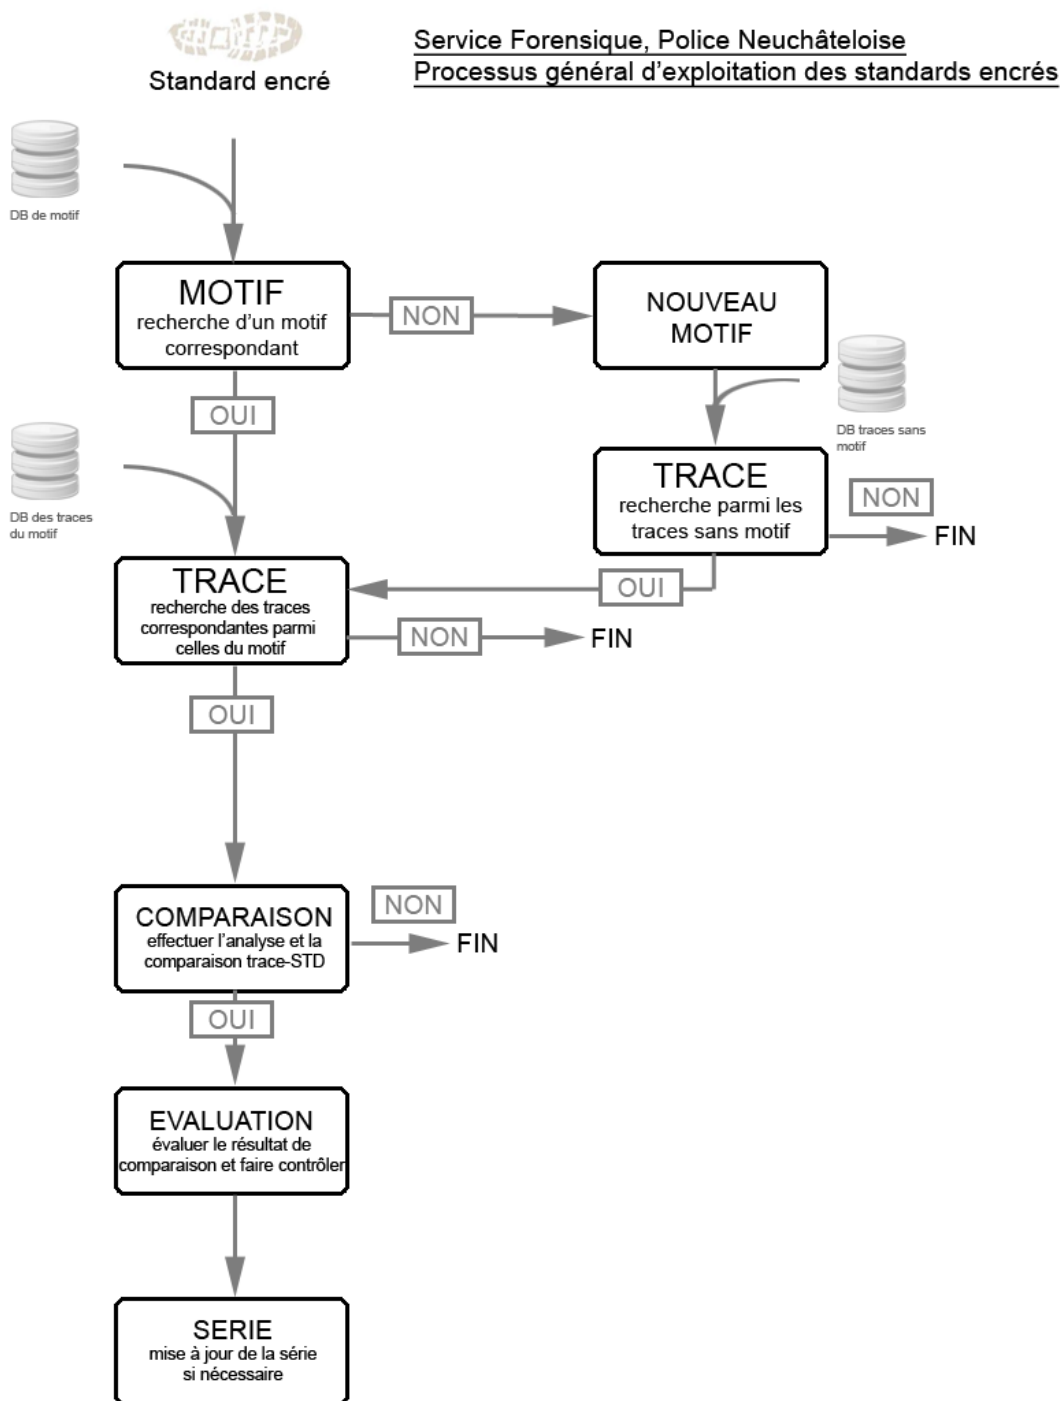 Service Forensique, Police Neuchâteloise
Processus général d'exploitation des standards encrés
Standard encré
DB de motif
MOTIF
recherche d'un motif
correspondant
NON
NOUVEAU
MOTIF
OUI
DB traces sans
motif
DB des traces
du motif
TRACE
recherche parmi les
traces sans motif
NON
FIN
OUI
TRACE
recherche des traces
correspondantes parmi
celles du motif
NON
FIN
OUI
COMPARAISON
effectuer l'analyse et la
comparaison trace-STD
NON
FIN
OUI
EVALUATION
évaluer le résultat de
comparaison et faire contrôler
SERIE
mise à jour de la série
si nécessaire